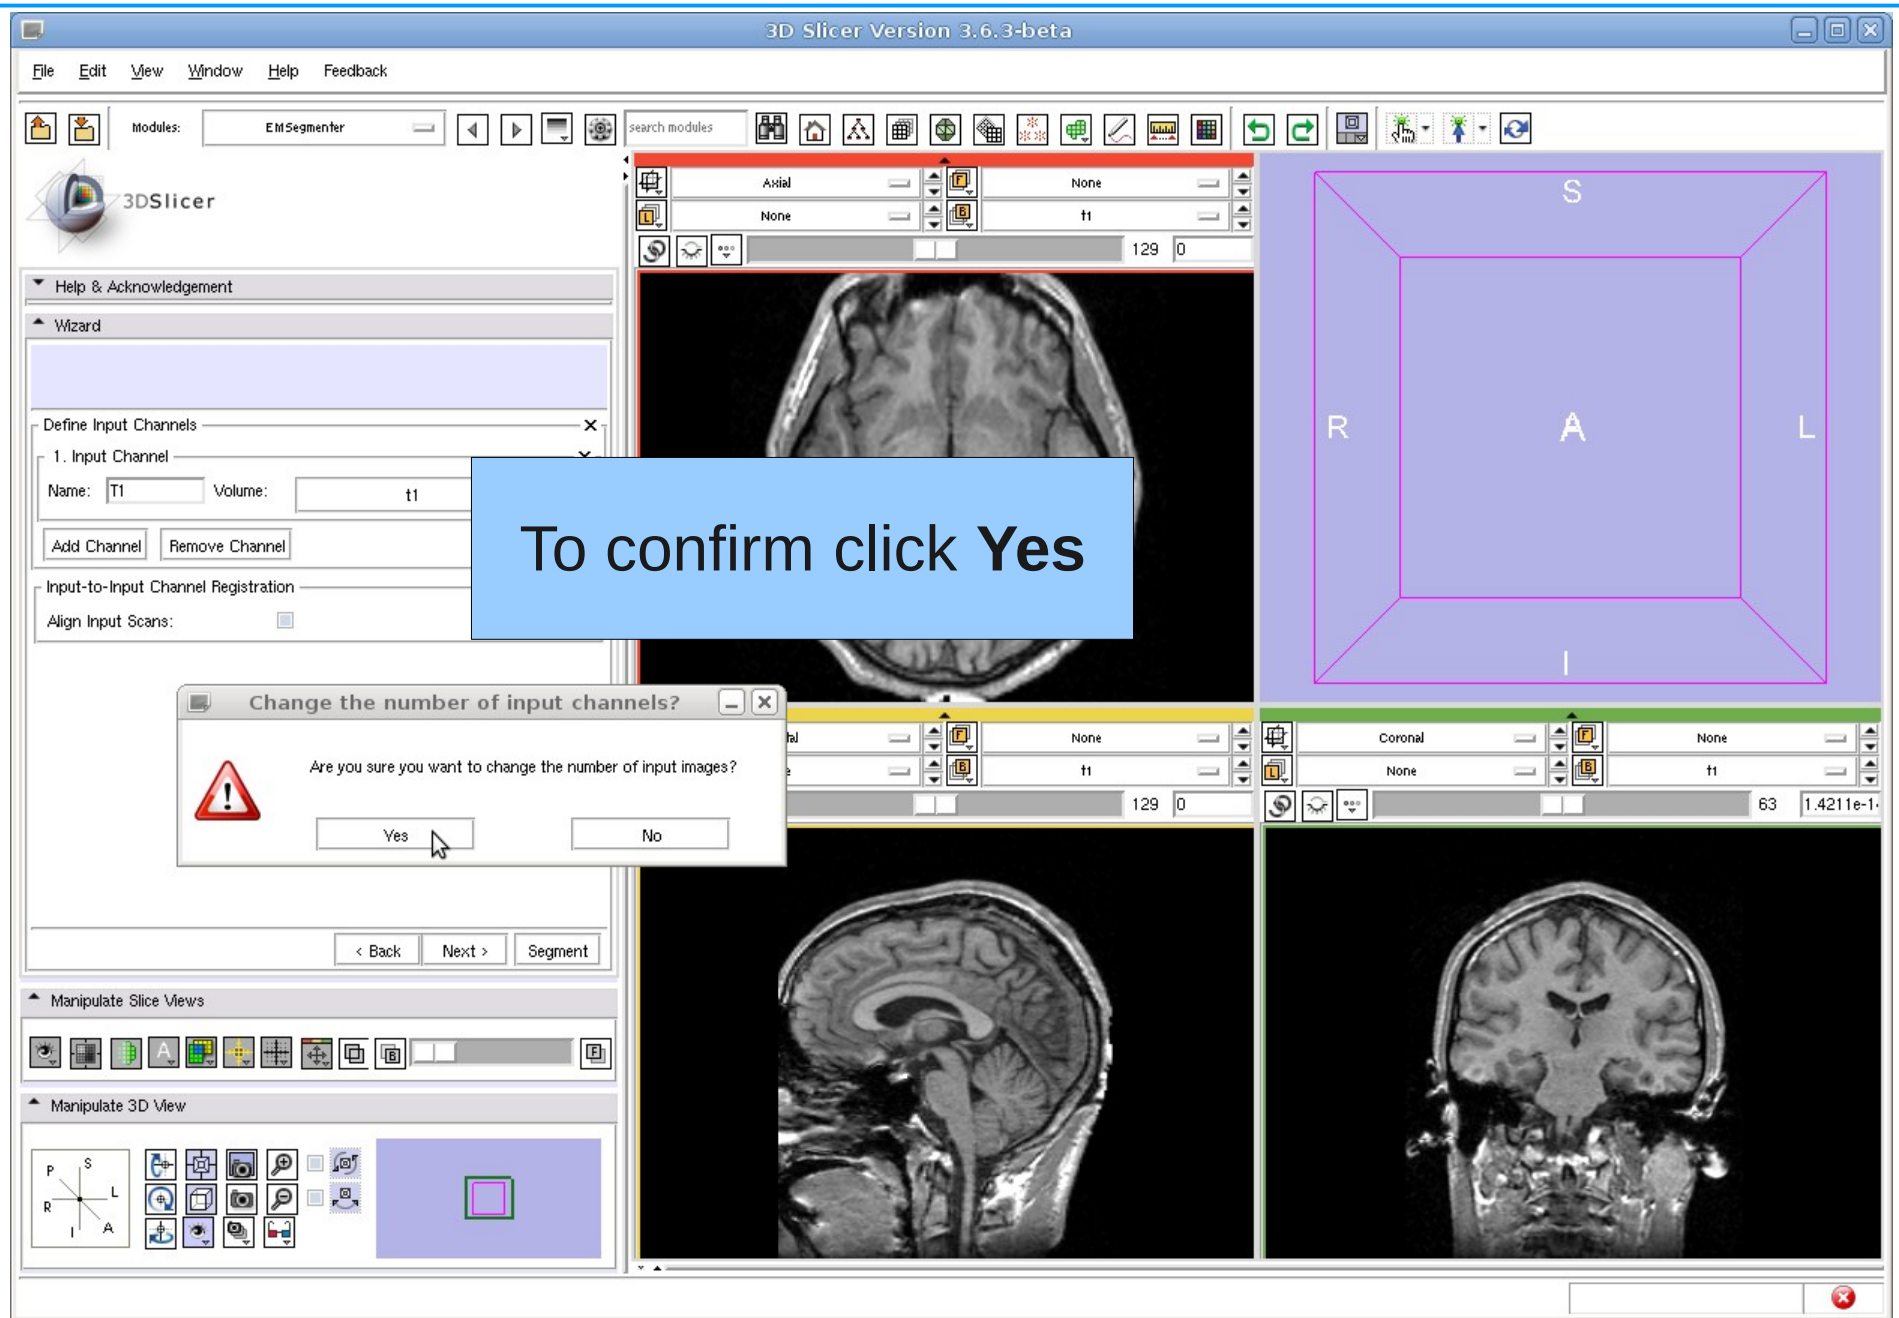 3D Slicer Version 3.6.3-beta
File Edit View Window Help Feedback
Modules: EMSegmenter search modules
3DSlicer
Help & Acknowledgement
Wizard
Define Input Channels
1. Input Channel
Name: T1 Volume: t1
Add Channel Remove Channel
Input-to-Input Channel Registration
Align Input Scans:
To confirm click Yes
Change the number of input channels?
Are you sure you want to change the number of input images?
Yes No
< Back Next > Segment
Manipulate Slice Views
A B F
Manipulate 3D View
P S
R L
I A
Axial F None
L None B t1
129 0
S
R A L
I
F None
B t1
129 0
Coronal F None
L None B t1
63 1.4211e-1